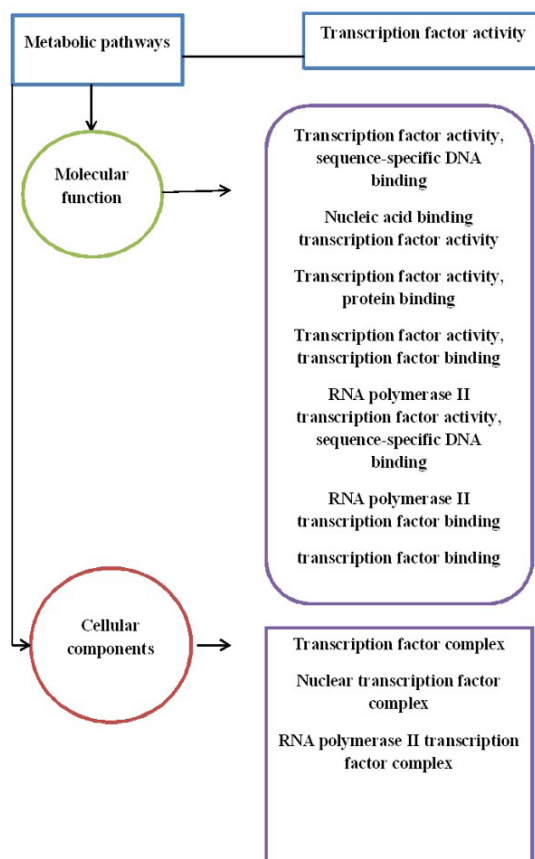 Metabolic pathways
Transcription factor activity
Molecular
function
Transcription factor activity,
sequence-specific DNA
binding
Nucleic acid binding
transcription factor activity
Transcription factor activity,
protein binding
Transcription factor activity,
transcription factor binding
RNA polymerase II
transcription factor activity,
sequence-specific DNA
binding
RNA polymerase II
transcription factor binding
transcription factor binding
Cellular
components
Transcription factor complex
Nuclear transcription factor
complex
RNA polymerase II transcription
factor complex